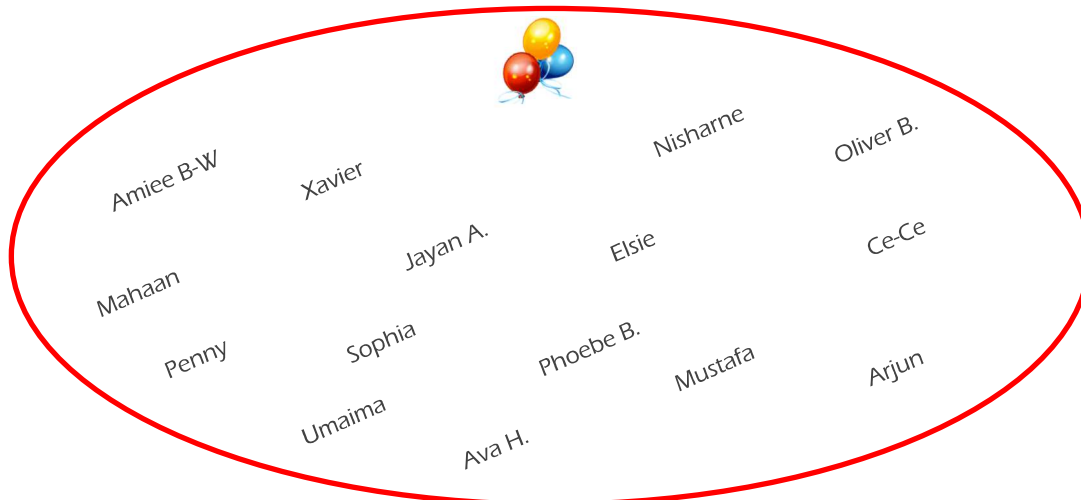 Nisharne
Oliver B.
Amiee B-W
Xavier
Jayan A.
Elsie
Ce-Ce
Mahaan
Sophia
Phoebe B.
Penny
Mustafa
Arjun
Umaima
Ava H.